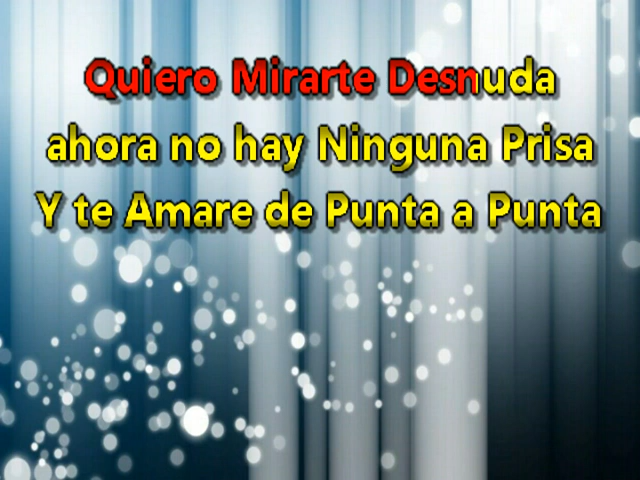 Quiero Mirarte Desnuda
ahora no hay Ninguna Prisa
Y te Amare de Punta a Punta